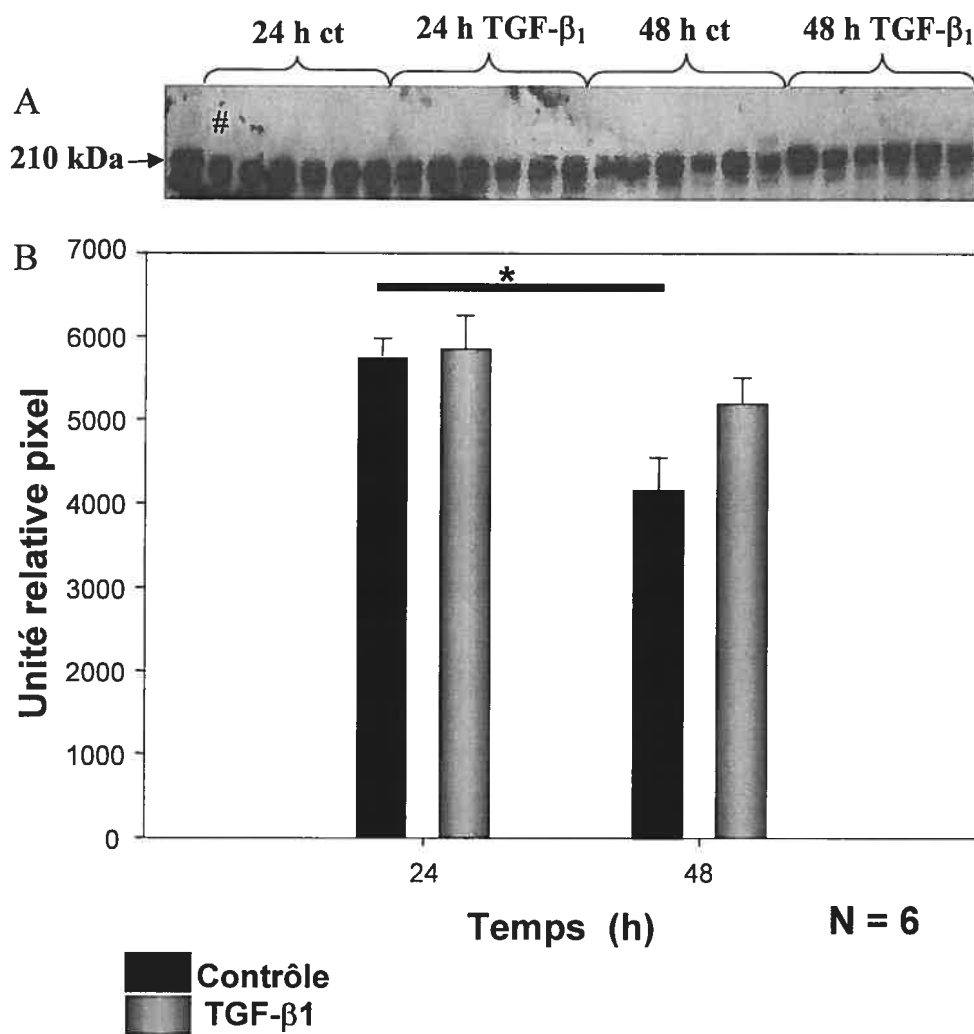 24 h ct 24 h TGF-β₁ 48 h ct 48 h TGF-β₁
A
#
210 kDa
B
7000
*
6000
5000
4000
3000
2000
1000
0
Unité relative pixel
24 48
Temps (h)
N = 6
Contrôle
TGF-β1